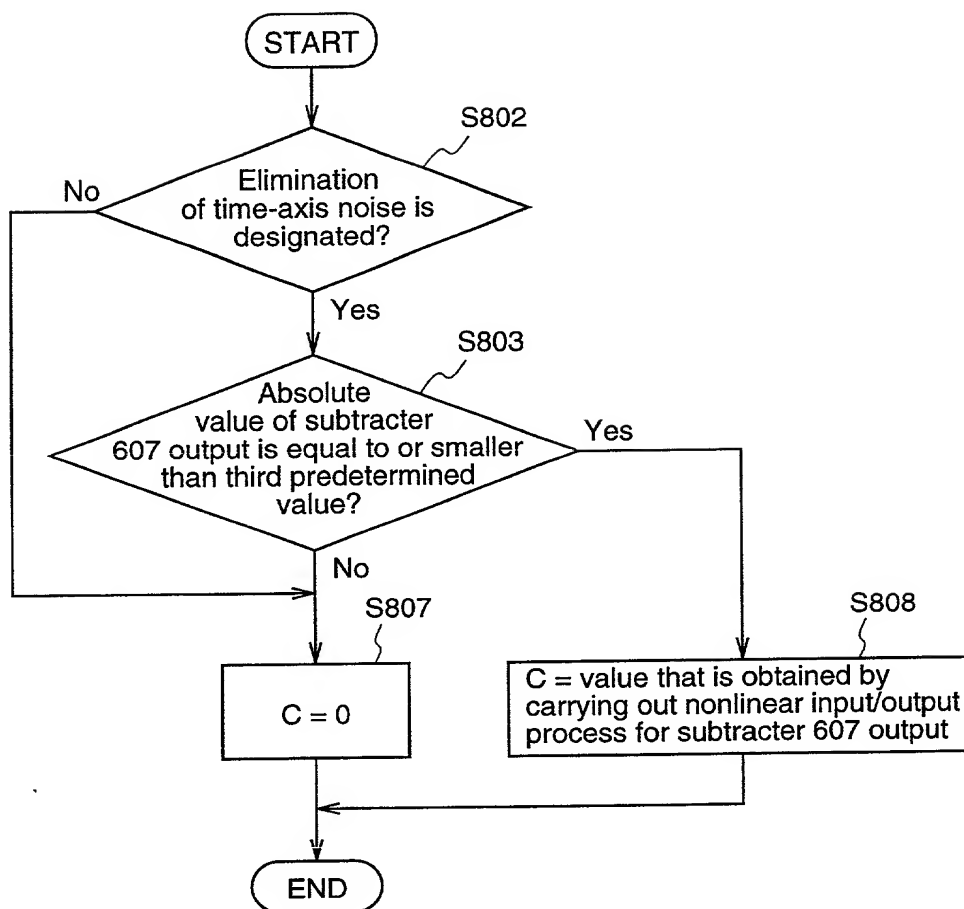 START
S802
No
Elimination
of time-axis noise is
designated?
Yes
S803
Absolute
value of subtracter
607 output is equal to or smaller
than third predetermined
value?
Yes
No
S807
C = 0
S808
C = value that is obtained by
carrying out nonlinear input/output
process for subtracter 607 output
END